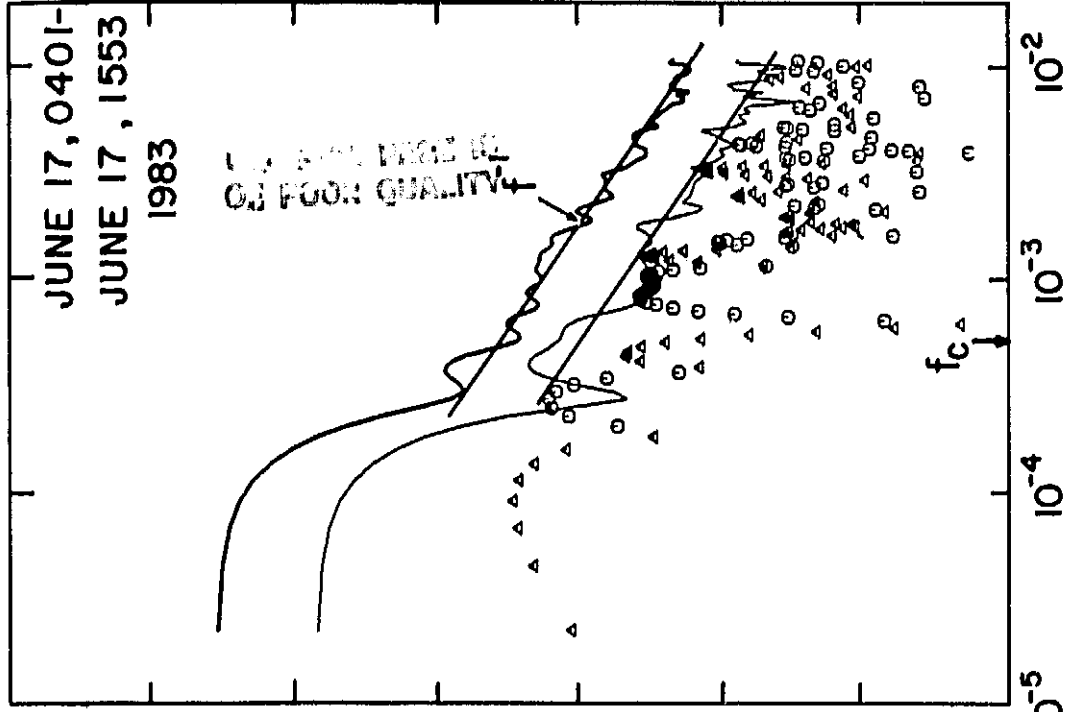 JUNE 17, 0401-
JUNE 17, 1553
1983
OF POOR QUALITY
f_c
10^-5
10^-4
10^-3
10^-2